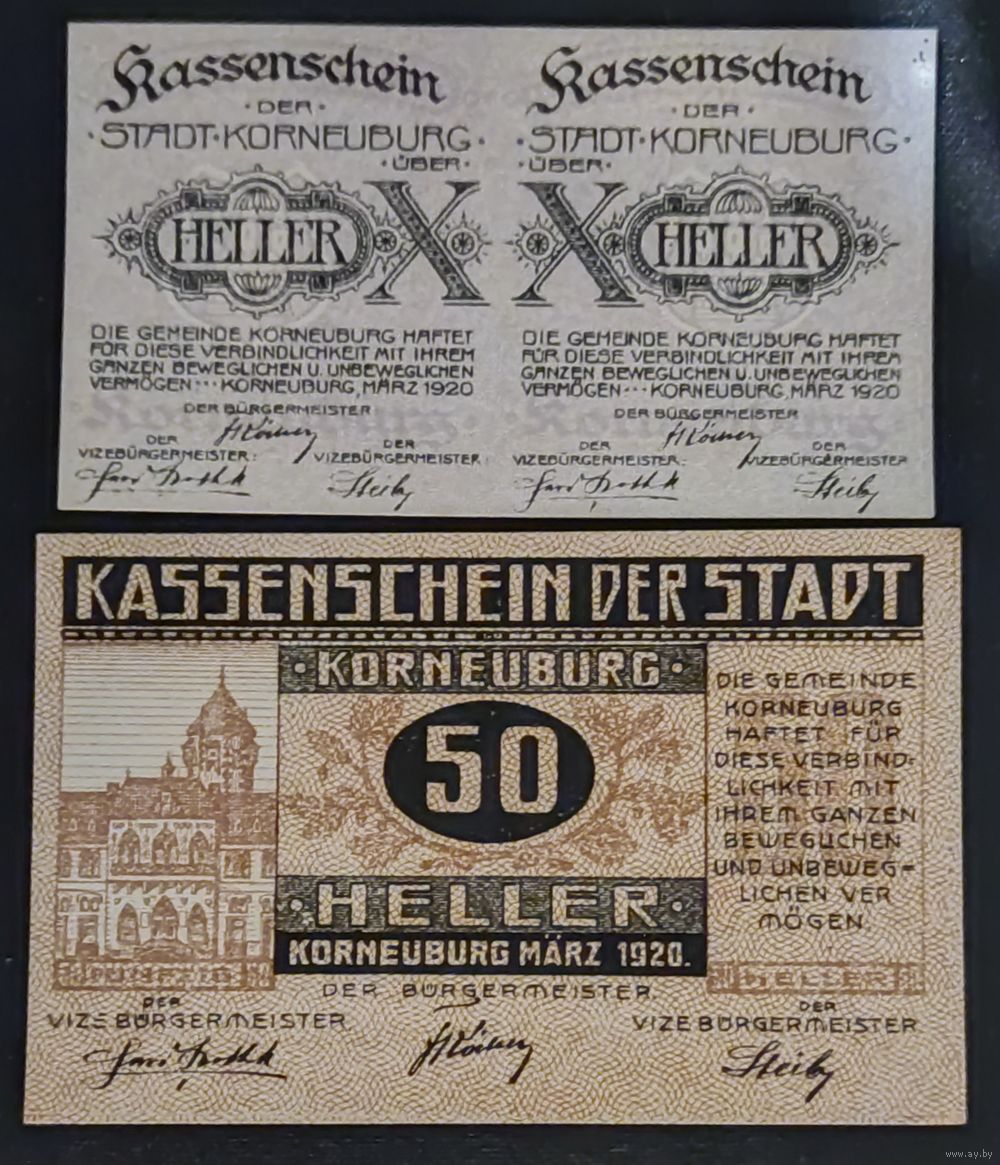 Kassenschein
· DER ·
· STADT · KORNEUBURG ·
· ÜBER ·
HELLER X
DIE GEMEINDE KORNEUBURG HAFTET
FÜR DIESE VERBINDLICHKEIT MIT IHREM
GANZEN BEWEGLICHEN U. UNBEWEGLICHEN
VERMÖGEN ··· KORNEUBURG, MÄRZ 1920
DER BÜRGERMEISTER
DER
VIZEBÜRGERMEISTER:
DER
VIZEBÜRGERMEISTER:
Kassenschein
· DER ·
· STADT · KORNEUBURG ·
· ÜBER ·
X HELLER
DIE GEMEINDE KORNEUBURG HAFTET
FÜR DIESE VERBINDLICHKEIT MIT IHREM
GANZEN BEWEGLICHEN U. UNBEWEGLICHEN
VERMÖGEN ··· KORNEUBURG, MÄRZ 1920
DER BÜRGERMEISTER
DER
VIZEBÜRGERMEISTER:
DER
VIZEBÜRGERMEISTER
KASSENSCHEIN DER STADT
· KORNEUBURG ·
50
· HELLER ·
KORNEUBURG MÄRZ 1920.
DIE GEMEINDE
KORNEUBURG
HAFTET FÜR
DIESE VERBIND-
LICHKEIT MIT
IHREM GANZEN
BEWEGLICHEN
UND UNBEWEG-
LICHEN VER
MÖGEN
HELLER
DER BÜRGERMEISTER
DER
VIZE BÜRGERMEISTER
DER
VIZE BÜRGERMEISTER
www.ay.by